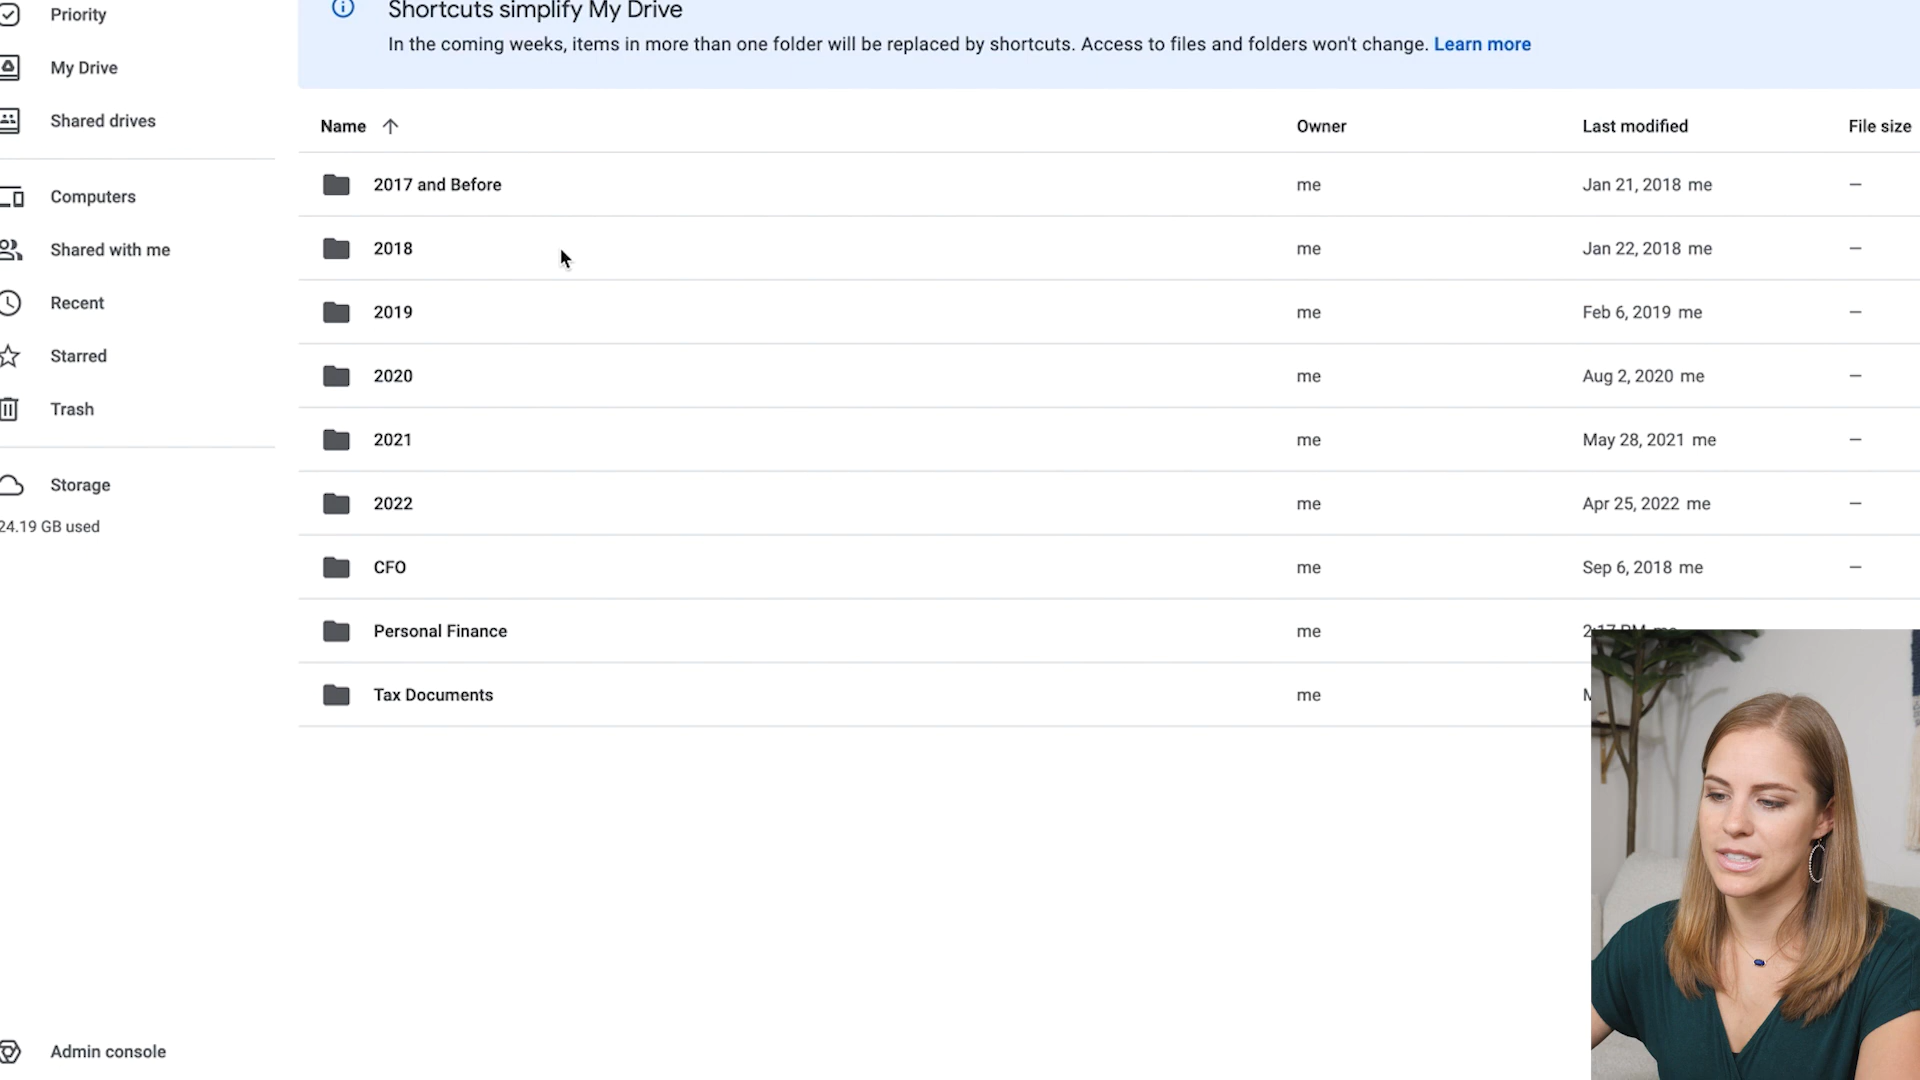 Priority
My Drive
Shared drives
Computers
Shared with me
Recent
Starred
Trash
Storage
24.19 GB used
Admin console
Shortcuts simplify My Drive
In the coming weeks, items in more than one folder will be replaced by shortcuts. Access to files and folders won't change. Learn more
Name Owner Last modified File size
2017 and Before me Jan 21, 2018 me –
2018 me Jan 22, 2018 me –
2019 me Feb 6, 2019 me –
2020 me Aug 2, 2020 me –
2021 me May 28, 2021 me –
2022 me Apr 25, 2022 me –
CFO me Sep 6, 2018 me –
Personal Finance me 2:17 PM me
Tax Documents me